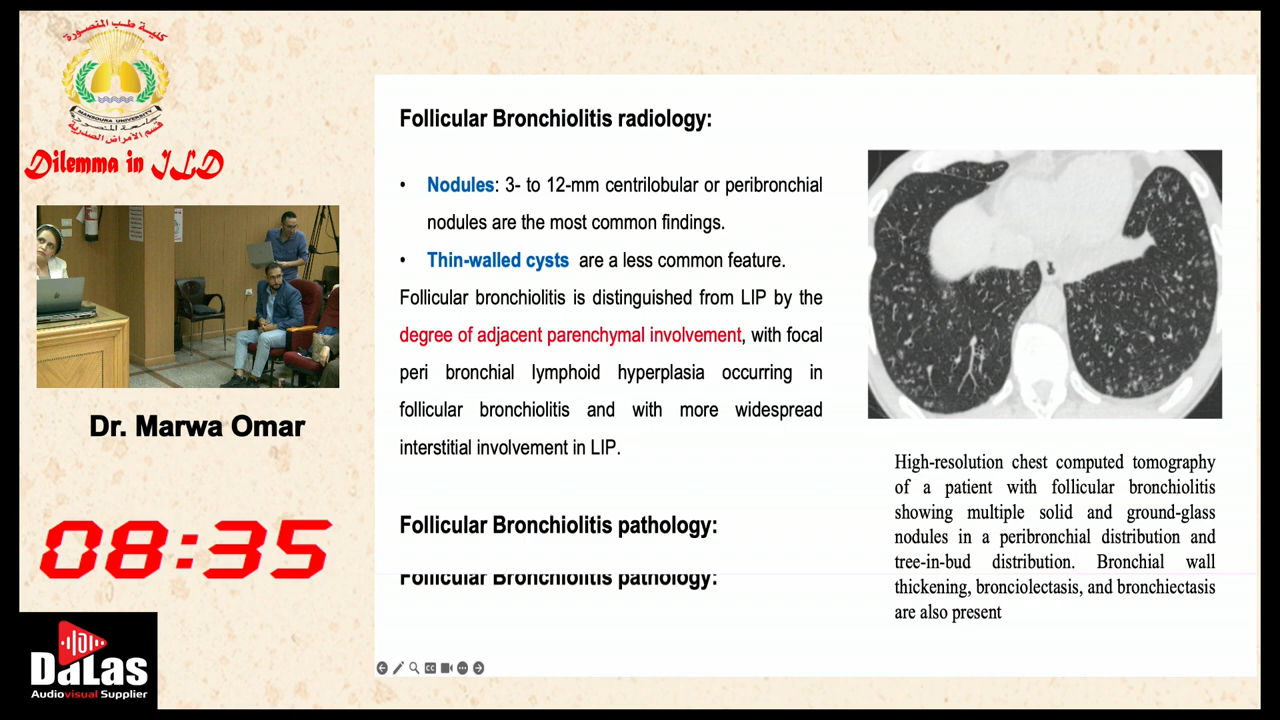 كلية طب المنصورة
MANSOURA UNIVERSITY
قسم الأمراض الصدرية
Dilemma in ILD
Dr. Marwa Omar
08:35
DaLas
Audiovisual Supplier
Follicular Bronchiolitis radiology:
• Nodules: 3- to 12-mm centrilobular or peribronchial
nodules are the most common findings.
• Thin-walled cysts are a less common feature.
Follicular bronchiolitis is distinguished from LIP by the
degree of adjacent parenchymal involvement, with focal
peri bronchial lymphoid hyperplasia occurring in
follicular bronchiolitis and with more widespread
interstitial involvement in LIP.
Follicular Bronchiolitis pathology:
Follicular Bronchiolitis pathology:
High-resolution chest computed tomography
of a patient with follicular bronchiolitis
showing multiple solid and ground-glass
nodules in a peribronchial distribution and
tree-in-bud distribution. Bronchial wall
thickening, bronciolectasis, and bronchiectasis
are also present